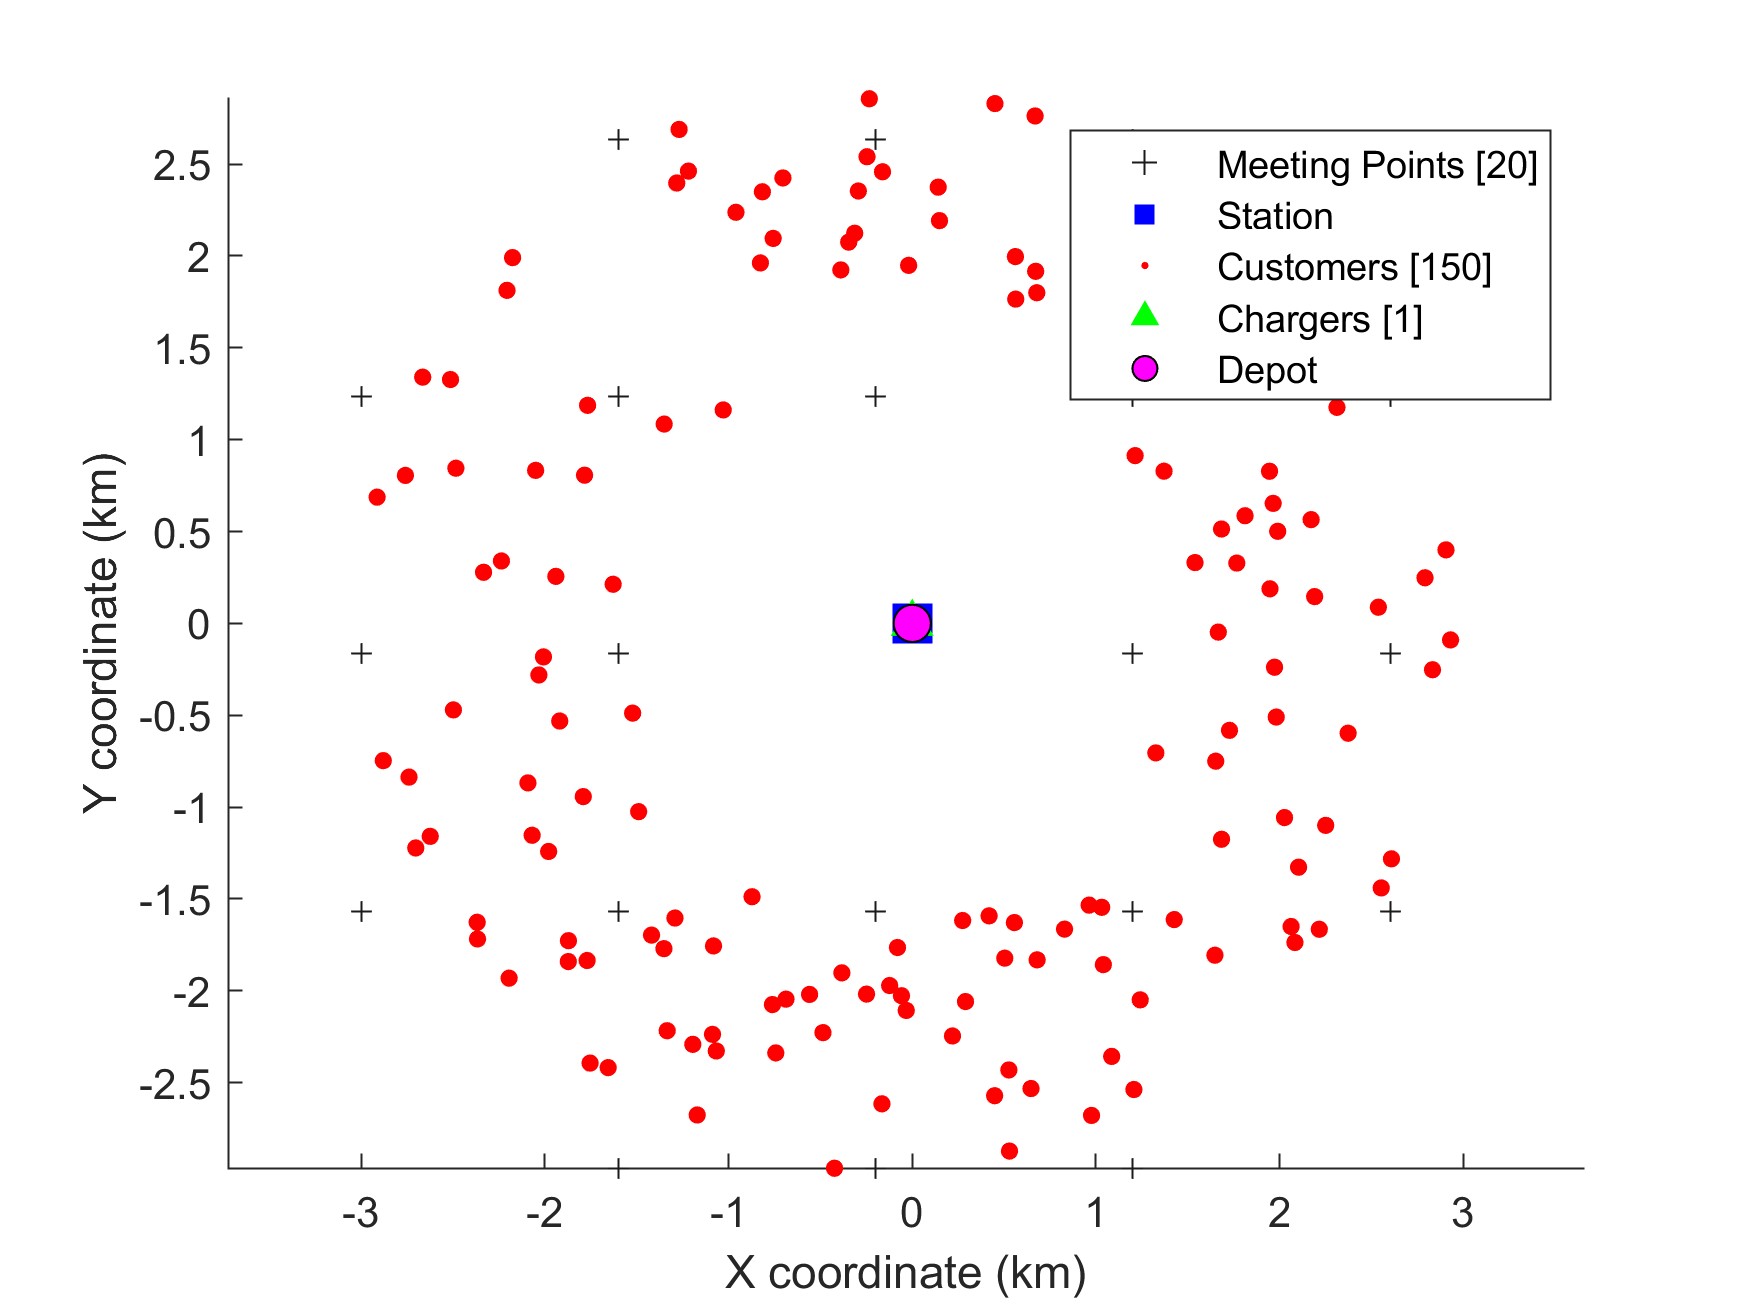 2.5
2
1.5
1
0.5
0
-0.5
-1
-1.5
-2
-2.5
Y coordinate (km)
Meeting Points [20]
Station
Customers [150]
Chargers [1]
Depot
-3 -2 -1 0 1 2 3
X coordinate (km)